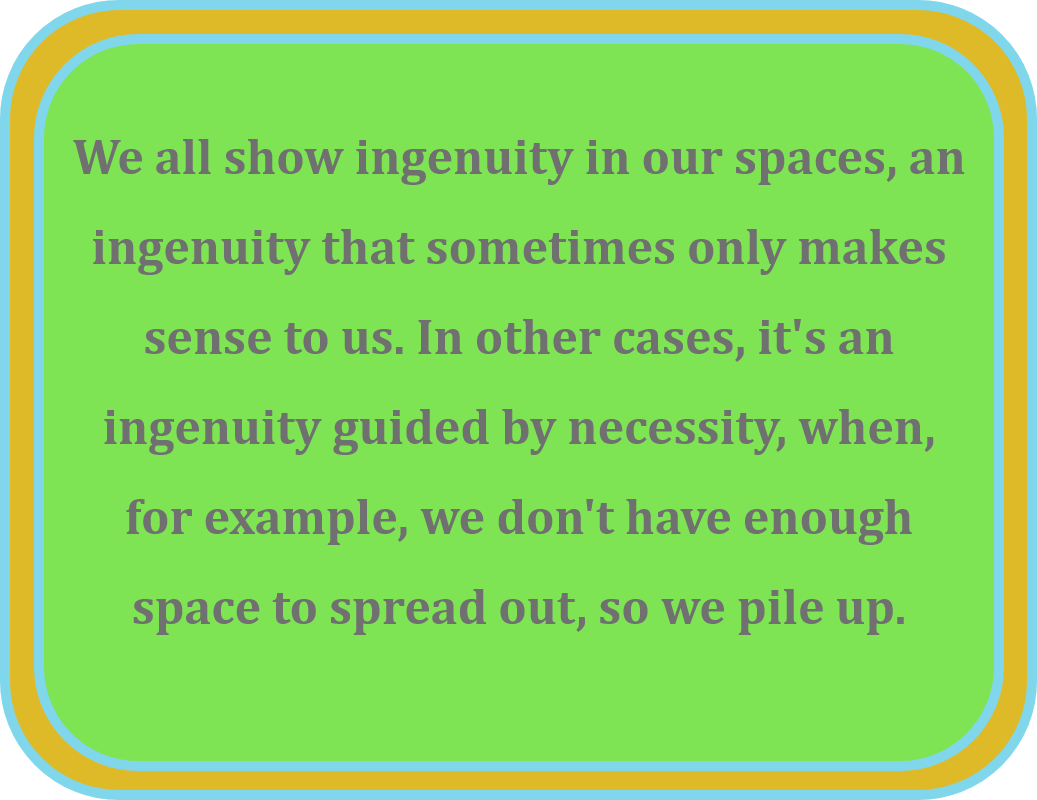 We all show ingenuity in our spaces, an
ingenuity that sometimes only makes
sense to us. In other cases, it's an
ingenuity guided by necessity, when,
for example, we don't have enough
space to spread out, so we pile up.